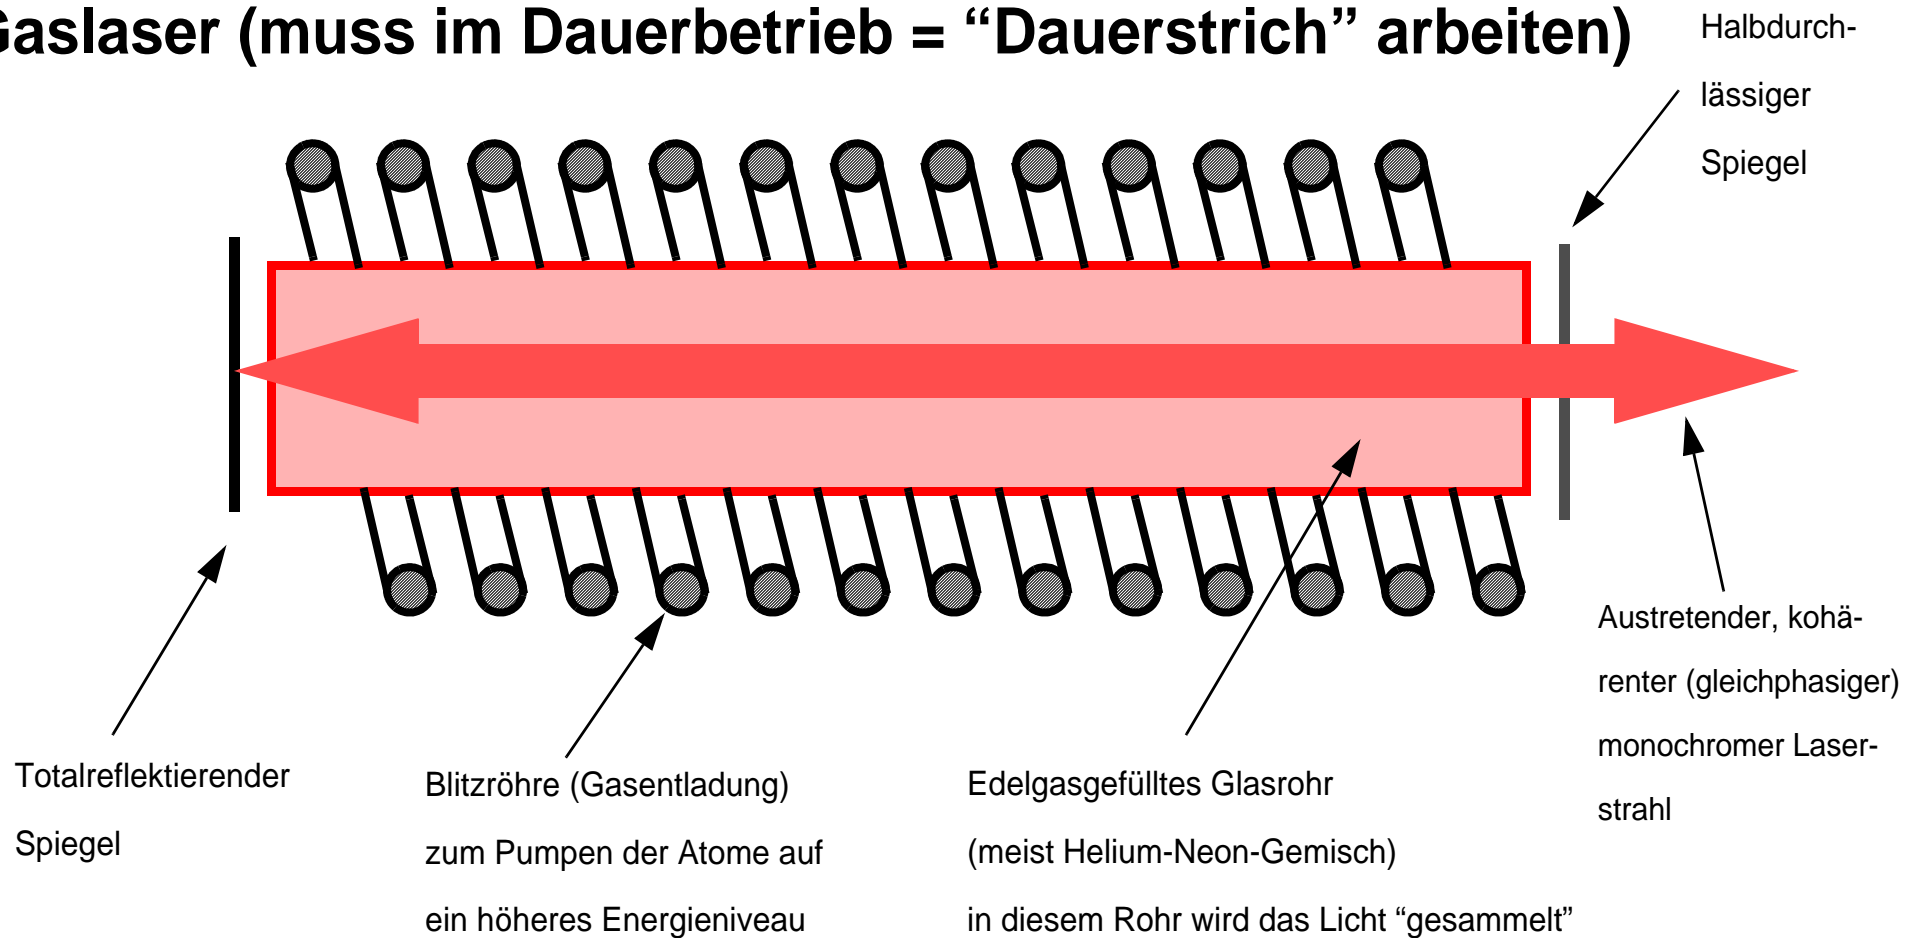 Gaslaser (muss im Dauerbetrieb = “Dauerstrich” arbeiten)
Halbdurch-
lässiger
Spiegel
Austretender, kohä-
renter (gleichphasiger)
monochromer Laser-
strahl
Totalreflektierender
Spiegel
Blitzröhre (Gasentladung)
zum Pumpen der Atome auf
ein höheres Energieniveau
Edelgasgefülltes Glasrohr
(meist Helium-Neon-Gemisch)
in diesem Rohr wird das Licht “gesammelt”